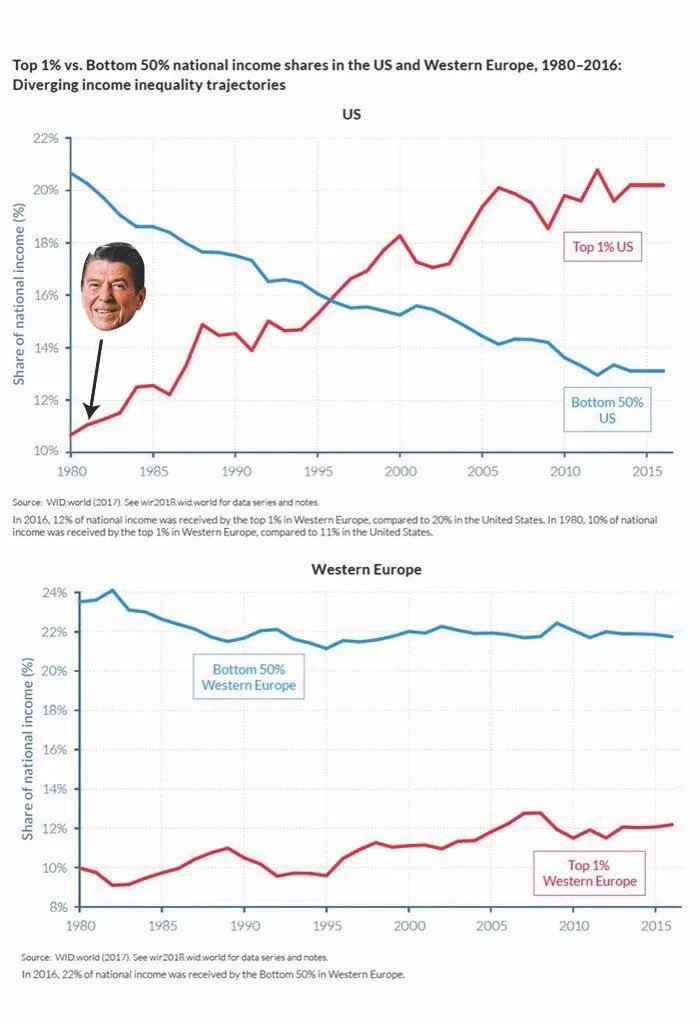 Top 1% vs. Bottom 50% national income shares in the US and Western Europe, 1980–2016:
Diverging income inequality trajectories
US
Share of national income (%)
22%
20%
18%
16%
14%
12%
10%
Top 1% US
Bottom 50%
US
1980 1985 1990 1995 2000 2005 2010 2015
Source: WID.world (2017). See wir2018.wid.world for data series and notes.
In 2016, 12% of national income was received by the top 1% in Western Europe, compared to 20% in the United States. In 1980, 10% of national
income was received by the top 1% in Western Europe, compared to 11% in the United States.
Western Europe
Share of national income (%)
24%
22%
20%
18%
16%
14%
12%
10%
8%
Bottom 50%
Western Europe
Top 1%
Western Europe
1980 1985 1990 1995 2000 2005 2010 2015
Source: WID.world (2017). See wir2018.wid.world for data series and notes.
In 2016, 22% of national income was received by the Bottom 50% in Western Europe.